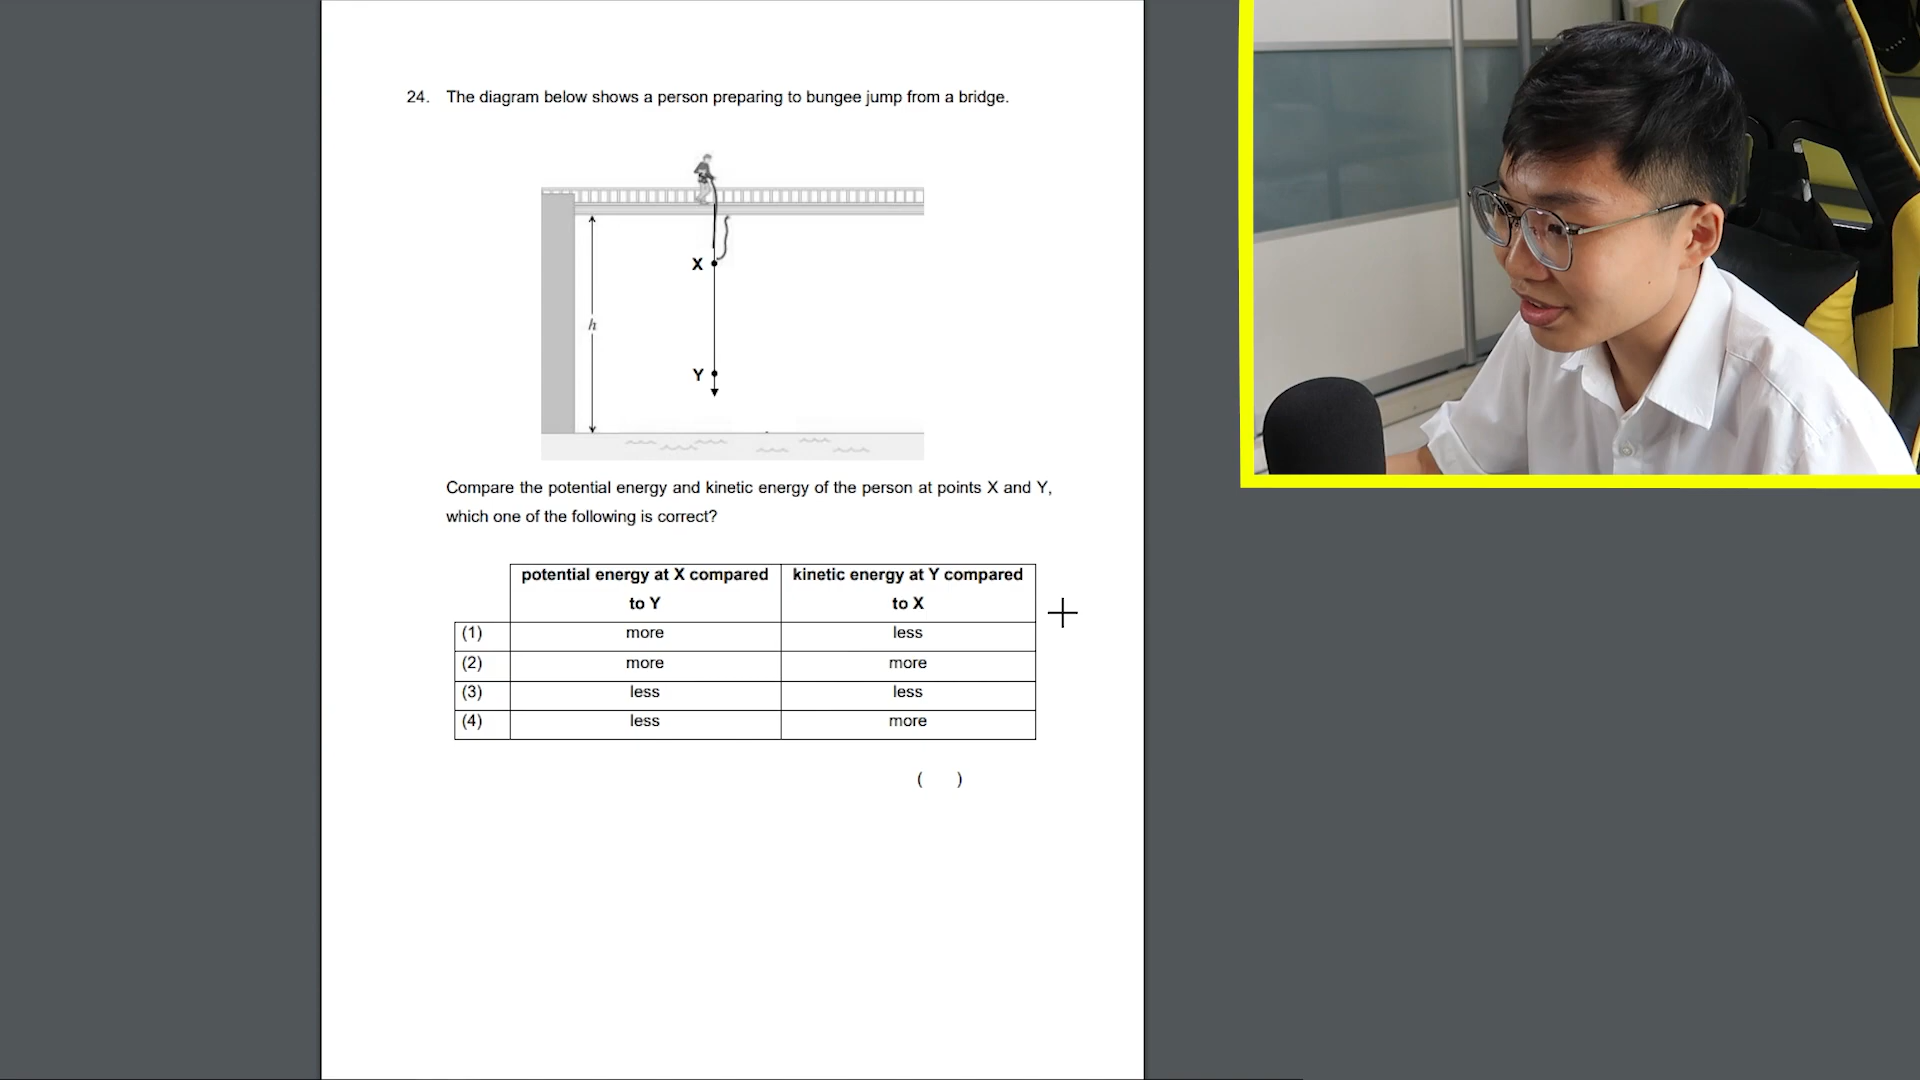 24. The diagram below shows a person preparing to bungee jump from a bridge.
X
h
Y
Compare the potential energy and kinetic energy of the person at points X and Y,
which one of the following is correct?
potential energy at X compared to Y kinetic energy at Y compared to X
(1) more less
(2) more more
(3) less less
(4) less more
( )